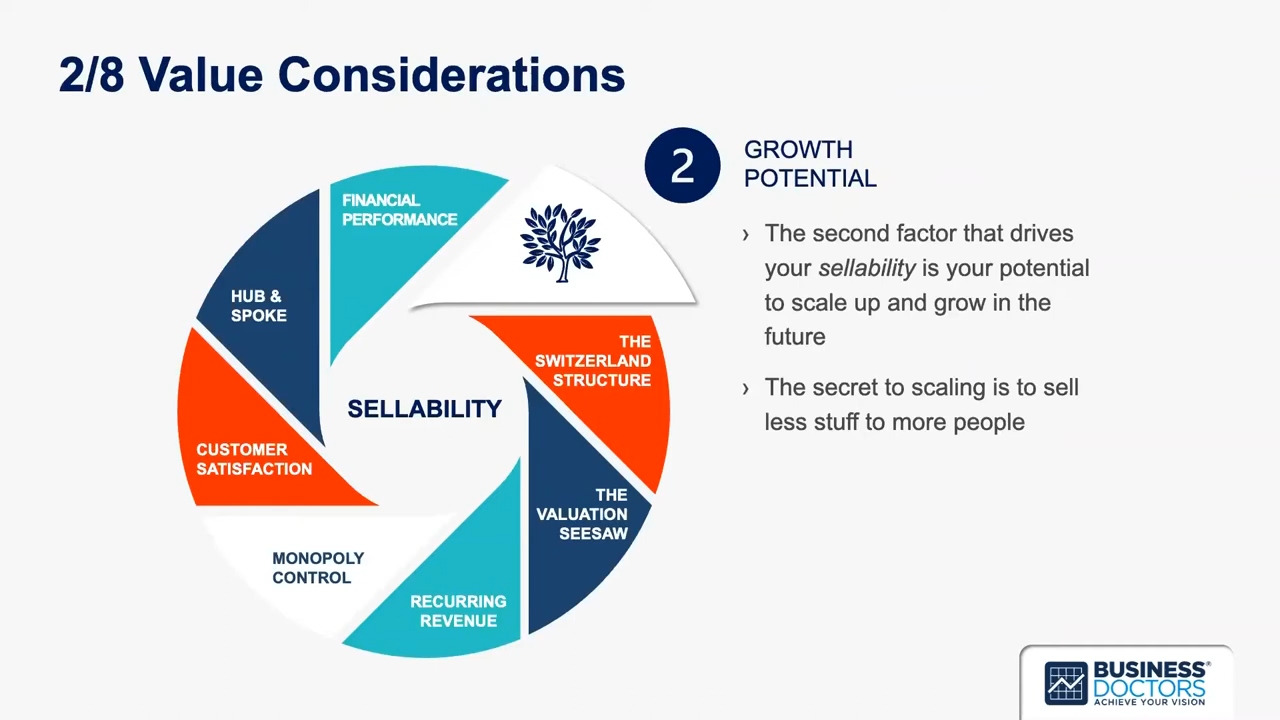 2/8 Value Considerations
2
GROWTH
POTENTIAL
› The second factor that drives
your sellability is your potential
to scale up and grow in the
future
› The secret to scaling is to sell
less stuff to more people
FINANCIAL
PERFORMANCE
HUB &
SPOKE
THE
SWITZERLAND
STRUCTURE
SELLABILITY
CUSTOMER
SATISFACTION
THE
VALUATION
SEESAW
MONOPOLY
CONTROL
RECURRING
REVENUE
BUSINESS®
DOCTORS
ACHIEVE YOUR VISION